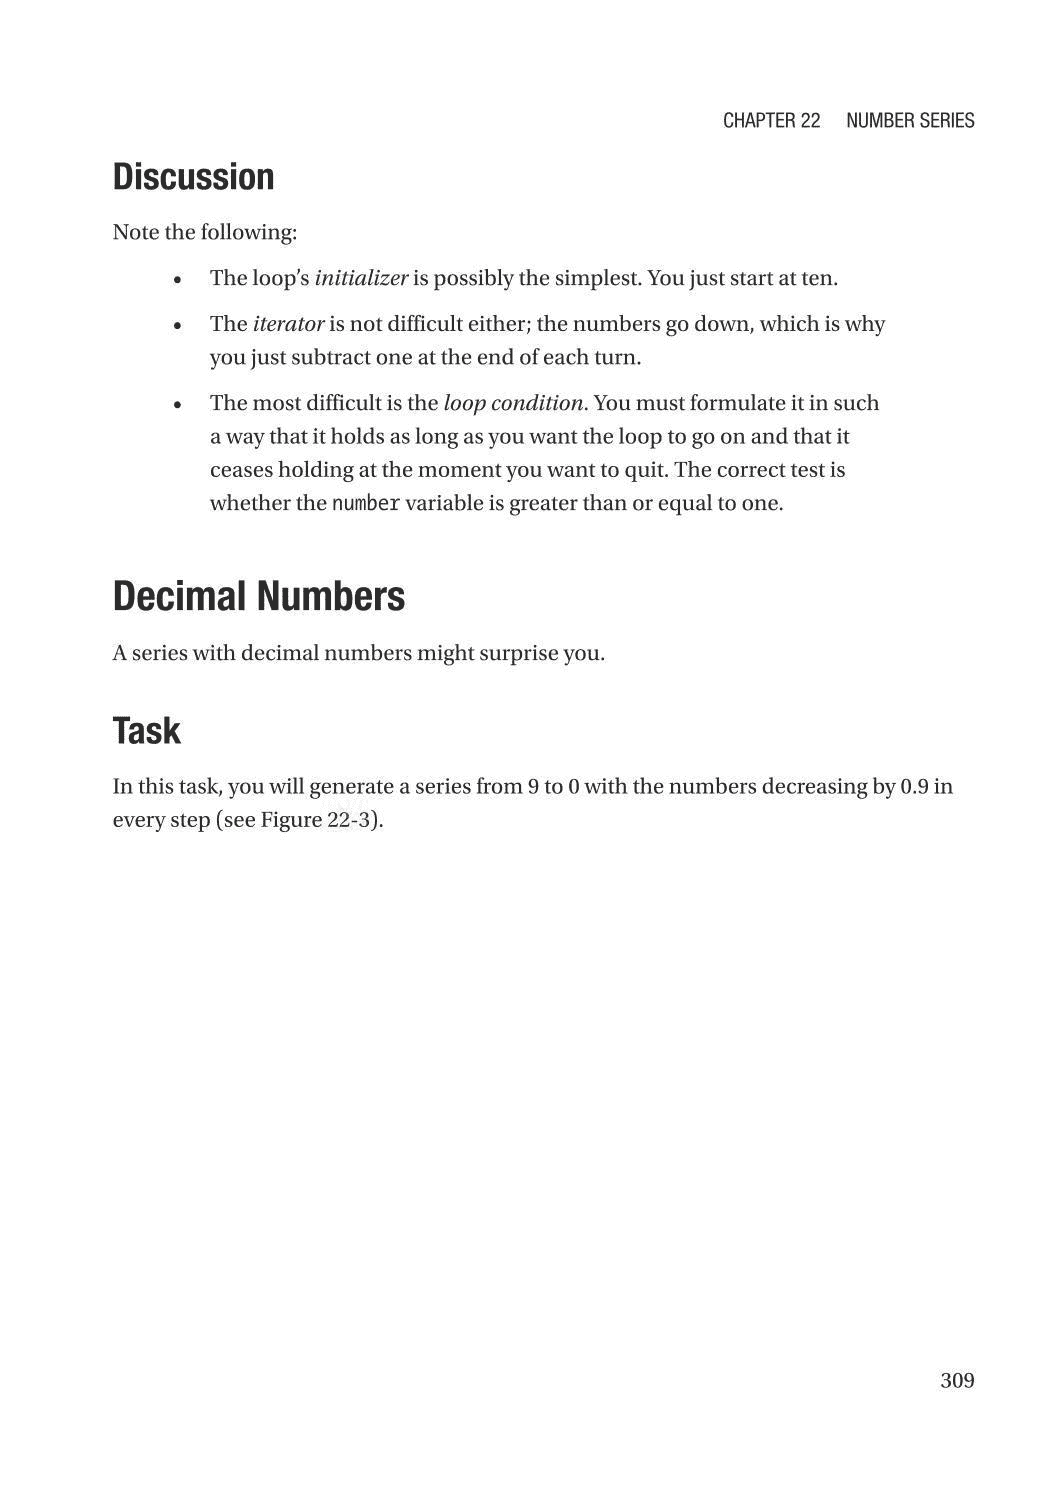 CHAPTER 22 NUMBER SERIES
Discussion
Note the following:
• The loop’s initializer is possibly the simplest. You just start at ten.
• The iterator is not difficult either; the numbers go down, which is why
you just subtract one at the end of each turn.
• The most difficult is the loop condition. You must formulate it in such
a way that it holds as long as you want the loop to go on and that it
ceases holding at the moment you want to quit. The correct test is
whether the number variable is greater than or equal to one.
Decimal Numbers
A series with decimal numbers might surprise you.
Task
In this task, you will generate a series from 9 to 0 with the numbers decreasing by 0.9 in
every step (see Figure 22-3).
309